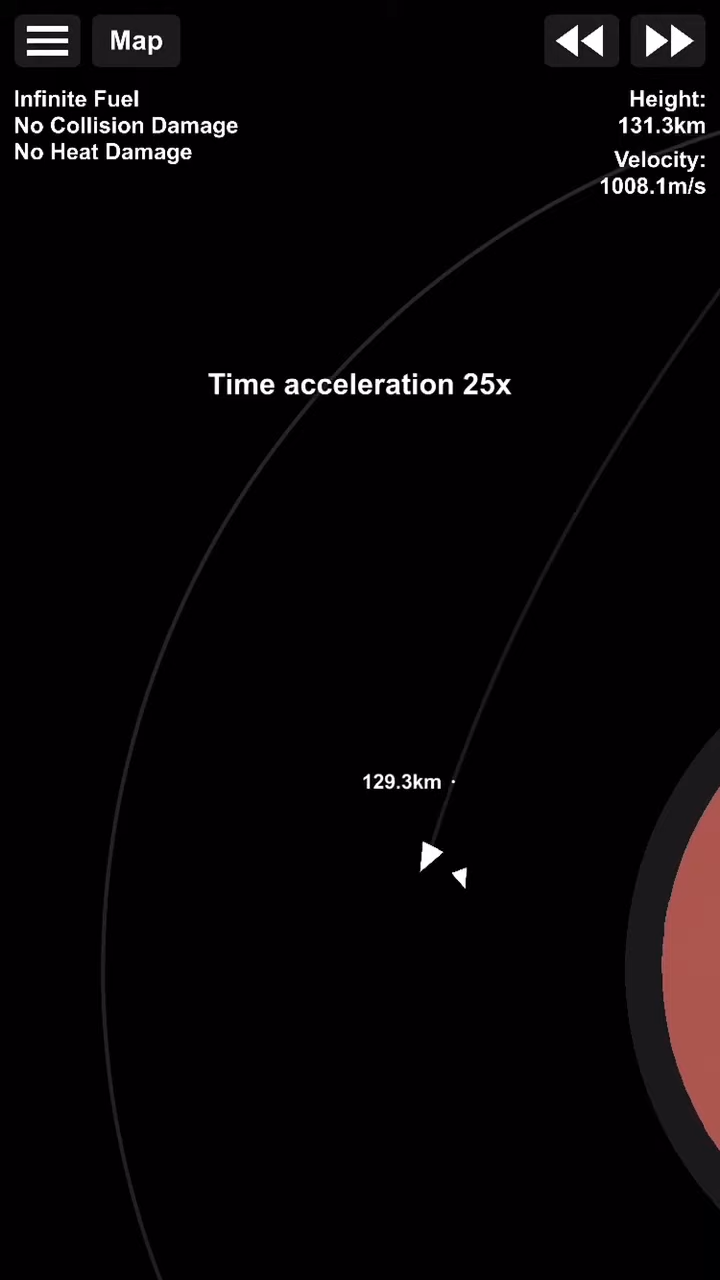 Map
Infinite Fuel
No Collision Damage
No Heat Damage
Height:
131.3km
Velocity:
1008.1m/s
Time acceleration 25x
129.3km